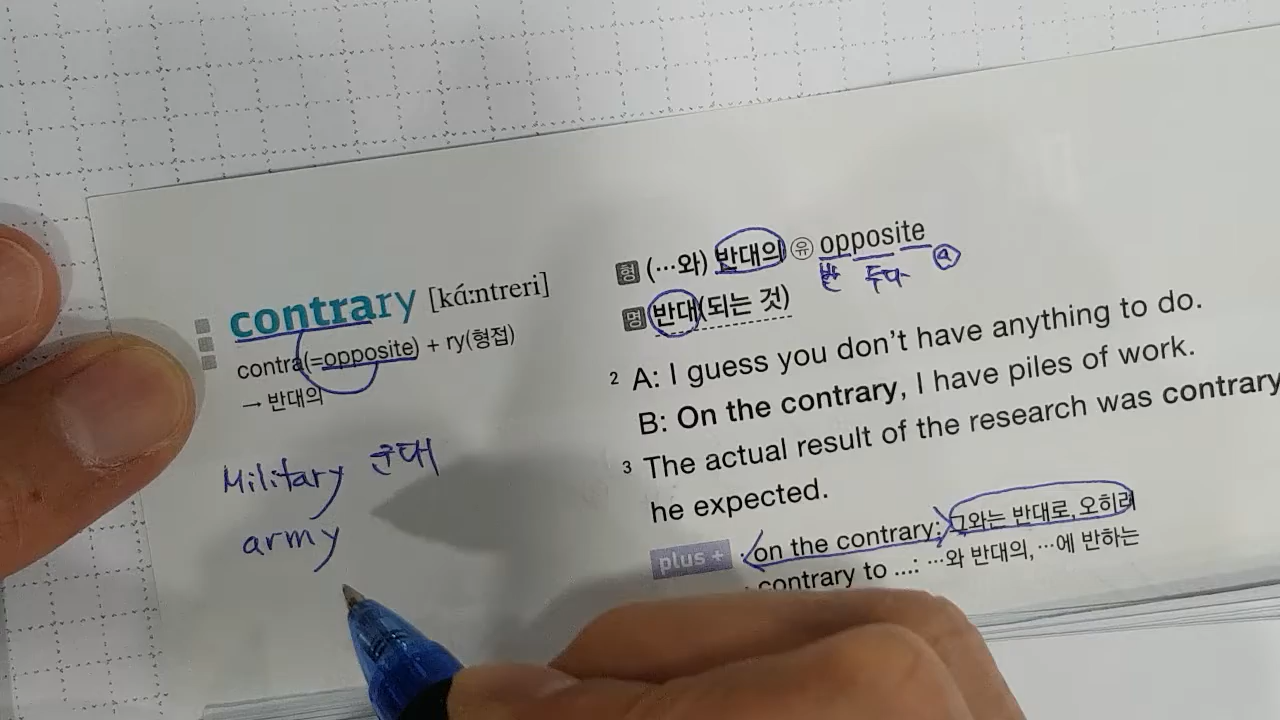 contrary [káːntreri]
contra(=opposite) + ry(형접)
→ 반대의
Military 군대
army
형 (…와) 반대의 유 opposite
반 두다 a
명 반대(되는 것)
2 A: I guess you don't have anything to do.
B: On the contrary, I have piles of work.
3 The actual result of the research was contrary
he expected.
plus + · on the contrary: 그와는 반대로, 오히려
· contrary to ...: …와 반대의, …에 반하는